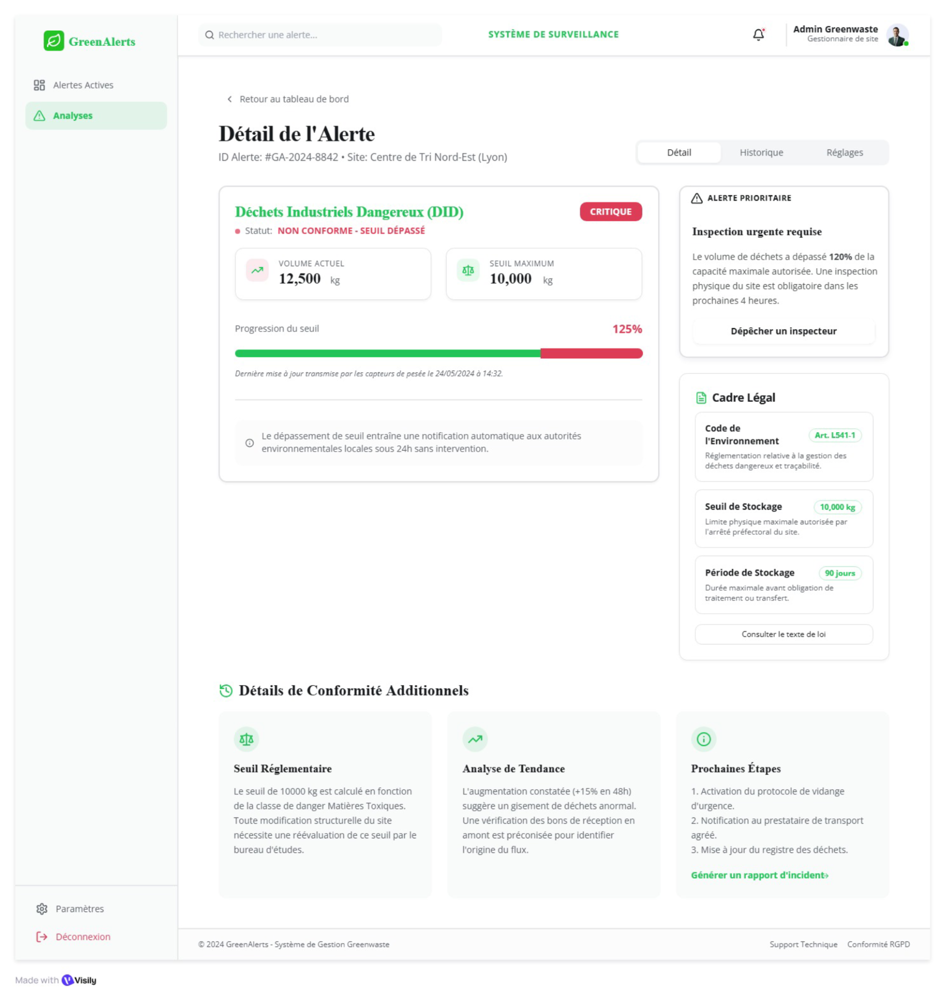 GreenAlerts
Alertes Actives
Analyses
Paramètres
Déconnexion
Rechercher une alerte...
SYSTÈME DE SURVEILLANCE
Admin Greenwaste
Gestionnaire de site
Retour au tableau de bord
Détail de l'Alerte
ID Alerte: #GA-2024-8842 • Site: Centre de Tri Nord-Est (Lyon)
Détail
Historique
Réglages
Déchets Industriels Dangereux (DID)
CRITIQUE
Statut: NON CONFORME - SEUIL DÉPASSÉ
VOLUME ACTUEL
12,500 kg
SEUIL MAXIMUM
10,000 kg
Progression du seuil
125%
Dernière mise à jour transmise par les capteurs de pesée le 24/05/2024 à 14:32.
Le dépassement de seuil entraîne une notification automatique aux autorités
environnementales locales sous 24h sans intervention.
ALERTE PRIORITAIRE
Inspection urgente requise
Le volume de déchets a dépassé 120% de la
capacité maximale autorisée. Une inspection
physique du site est obligatoire dans les
prochaines 4 heures.
Dépêcher un inspecteur
Cadre Légal
Code de
l'Environnement
Art. L541-1
Réglementation relative à la gestion des
déchets dangereux et traçabilité.
Seuil de Stockage
10,000 kg
Limite physique maximale autorisée par
l'arrêté préfectoral du site.
Période de Stockage
90 jours
Durée maximale avant obligation de
traitement ou transfert.
Consulter le texte de loi
Détails de Conformité Additionnels
Seuil Réglementaire
Le seuil de 10000 kg est calculé en fonction
de la classe de danger Matières Toxiques.
Toute modification structurelle du site
nécessite une réévaluation de ce seuil par le
bureau d'études.
Analyse de Tendance
L'augmentation constatée (+15% en 48h)
suggère un gisement de déchets anormal.
Une vérification des bons de réception en
amont est préconisée pour identifier
l'origine du flux.
Prochaines Étapes
1. Activation du protocole de vidange
d'urgence.
2. Notification au prestataire de transport
agréé.
3. Mise à jour du registre des déchets.
Générer un rapport d'incident
© 2024 GreenAlerts - Système de Gestion Greenwaste
Support Technique
Conformité RGPD
Made with Visily